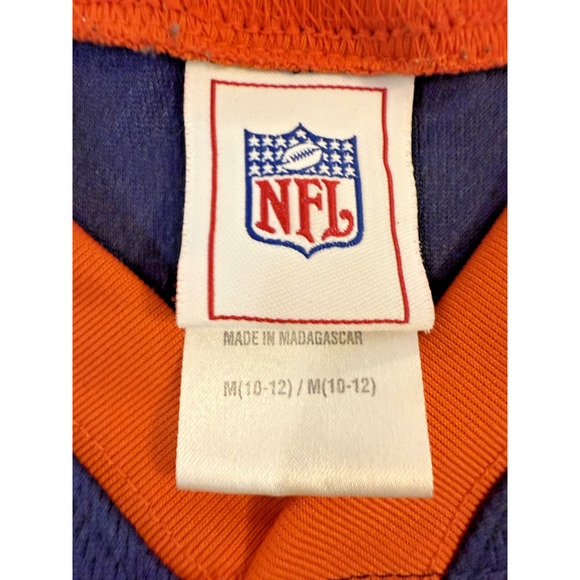 NFL
MADE IN MADAGASCAR
M(10-12) / M(10-12)